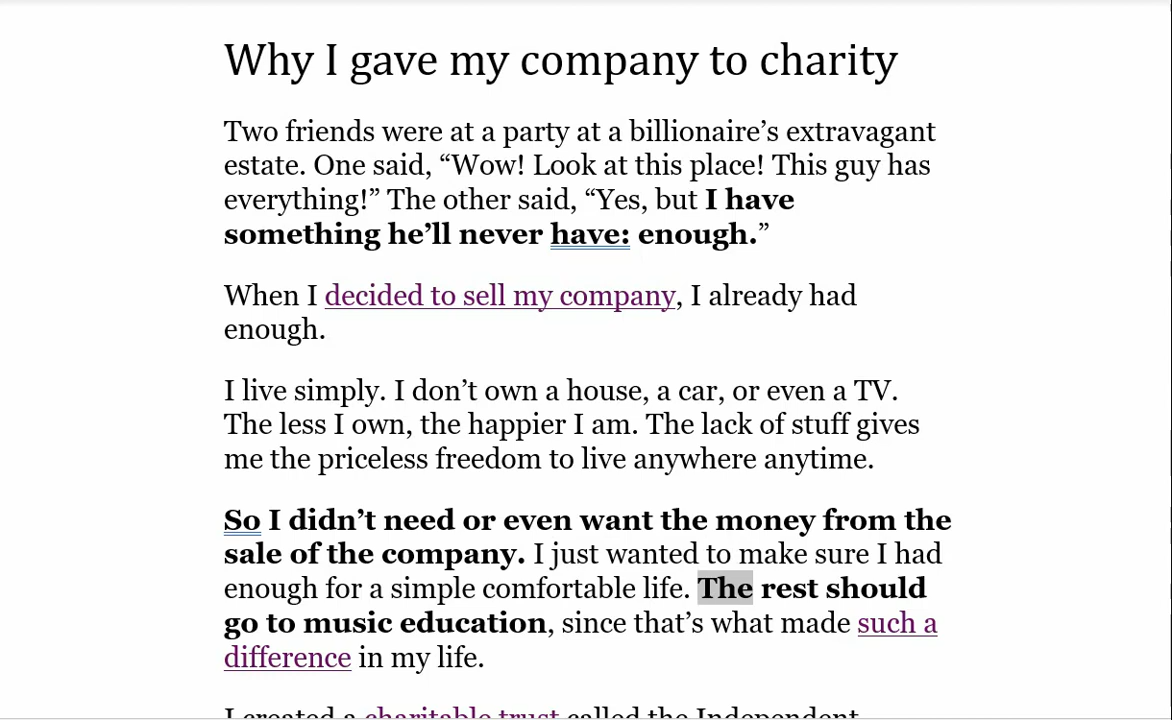 Why I gave my company to charity
Two friends were at a party at a billionaire’s extravagant
estate. One said, “Wow! Look at this place! This guy has
everything!” The other said, “Yes, but I have
something he’ll never have: enough.”
When I decided to sell my company, I already had
enough.
I live simply. I don’t own a house, a car, or even a TV.
The less I own, the happier I am. The lack of stuff gives
me the priceless freedom to live anywhere anytime.
So I didn’t need or even want the money from the
sale of the company. I just wanted to make sure I had
enough for a simple comfortable life. The rest should
go to music education, since that’s what made such a
difference in my life.
I created a charitable trust called the Independent